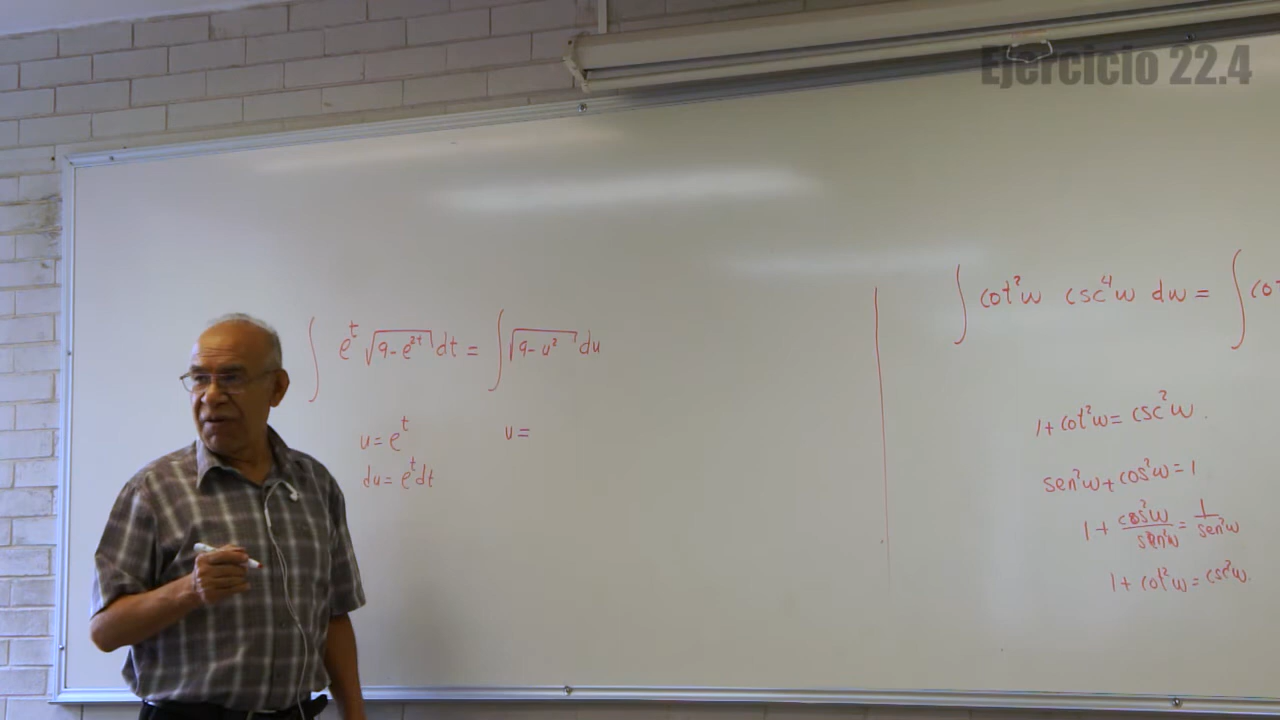 Ejercicio 22.4
∫ e^t √(9-e^(2t)) dt = ∫ √(9-u²) du
u = e^t
du = e^t dt
u =
∫ cot²w csc⁴w dw = ∫ co
1 + cot²w = csc²w.
sen²w + cos²w = 1
1 + cos²w/sen²w = 1/sen²w
1 + cot²w = csc²w.